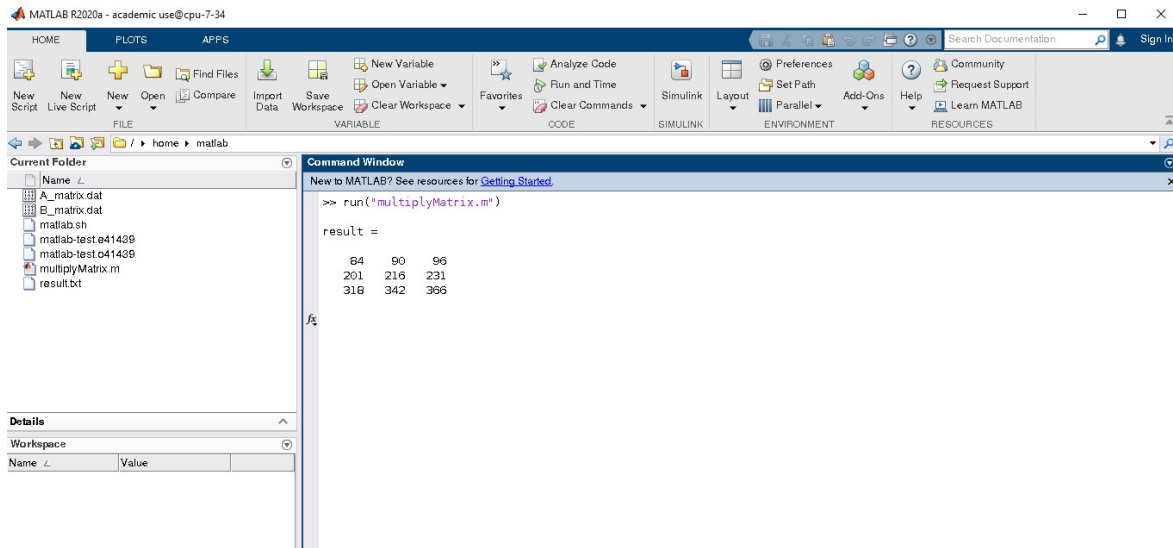 MATLAB R2020a - academic use@cpu-7-34
HOME PLOTS APPS
Search Documentation
Sign In
New Script
New Live Script
New
Open
Find Files
Compare
FILE
Import Data
Save Workspace
New Variable
Open Variable
Clear Workspace
VARIABLE
Favorites
Analyze Code
Run and Time
Clear Commands
CODE
Simulink
SIMULINK
Layout
Preferences
Set Path
Parallel
Add-Ons
ENVIRONMENT
Help
Community
Request Support
Learn MATLAB
RESOURCES
/ home matlab
Current Folder
Name
A_matrix.dat
B_matrix.dat
matlab.sh
matlab-test.e41439
matlab-test.o41439
multiplyMatrix.m
result.txt
Details
Workspace
Name Value
Command Window
New to MATLAB? See resources for Getting Started.
>> run("multiplyMatrix.m")
result =
84 90 96
201 216 231
318 342 366
fx